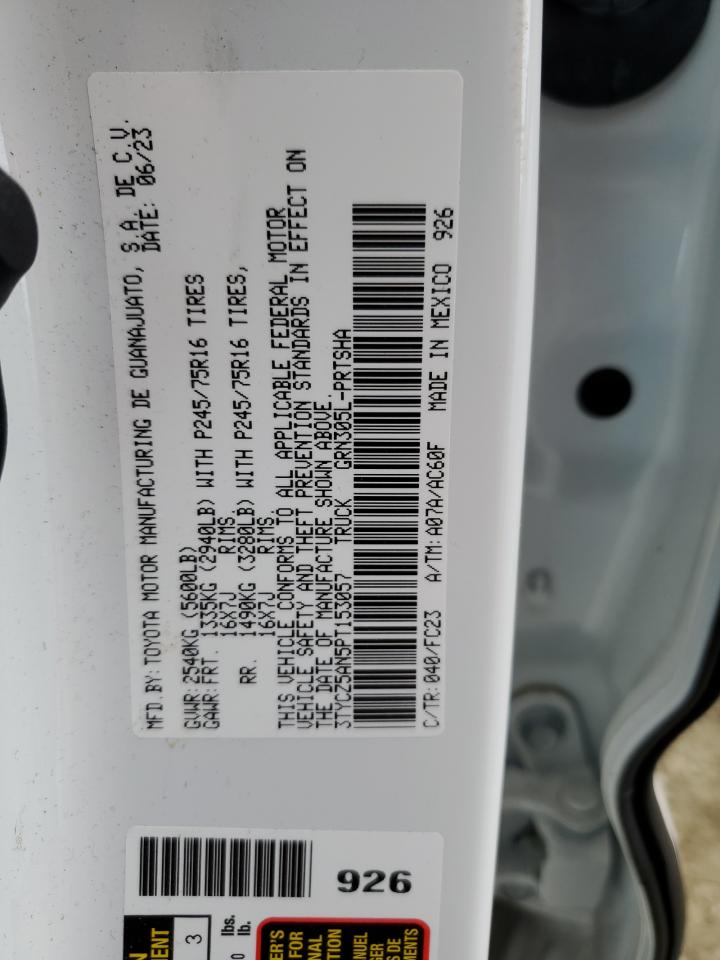 MFD.BY:TOYOTA MOTOR MANUFACTURING DE GUANAJUATO, S.A. DE C.V.
DATE: 06/23
GVWR:2540KG (5600LB)
GAWR:FRT. 1335KG (2940LB) WITH P245/75R16 TIRES
16X7J RIMS,
RR. 1490KG (3280LB) WITH P245/75R16 TIRES,
16X7J RIMS.
THIS VEHICLE CONFORMS TO ALL APPLICABLE FEDERAL MOTOR
VEHICLE SAFETY AND THEFT PREVENTION STANDARDS IN EFFECT ON
THE DATE OF MANUFACTURE SHOWN ABOVE.
3TYCZ5AN5PT153057 TRUCK GRN305L-PRTSHA
C/TR:040/FC23 A/TM:A07A/AC60F MADE IN MEXICO 926
926
3
lbs.
lb.